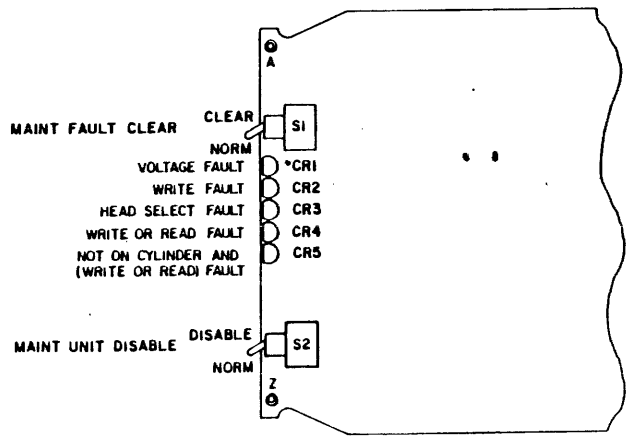 A
MAINT FAULT CLEAR
CLEAR
S1
NORM
VOLTAGE FAULT CR1
WRITE FAULT CR2
HEAD SELECT FAULT CR3
WRITE OR READ FAULT CR4
NOT ON CYLINDER AND CR5
(WRITE OR READ) FAULT
MAINT UNIT DISABLE
DISABLE
S2
NORM
Z